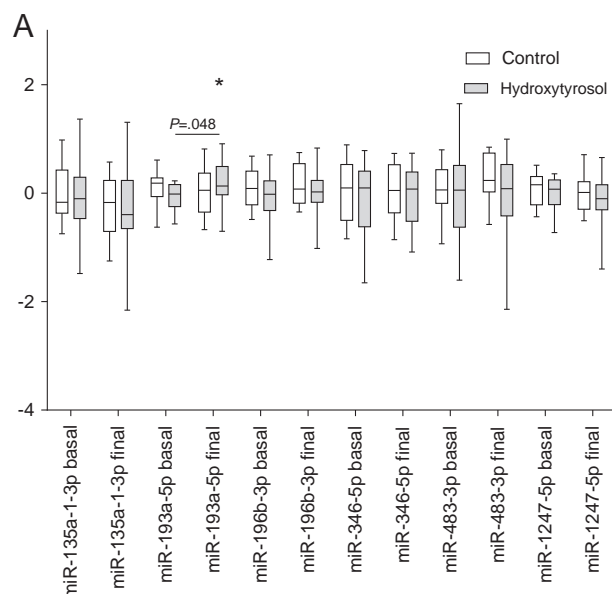 A
Control
Hydroxytyrosol
*
P=.048
2
0
-2
-4
miR-135a-1-3p basal
miR-135a-1-3p final
miR-193a-5p basal
miR-193a-5p final
miR-196b-3p basal
miR-196b-3p final
miR-346-5p basal
miR-346-5p final
miR-483-3p basal
miR-483-3p final
miR-1247-5p basal
miR-1247-5p final